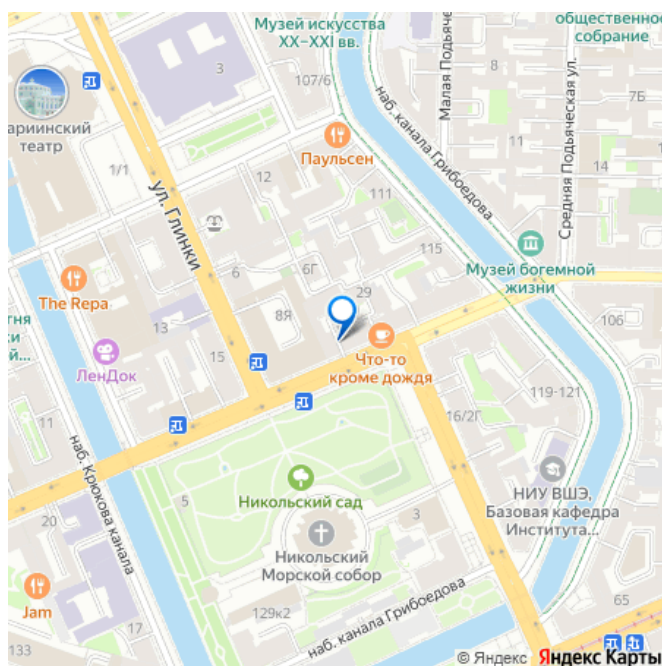 Музей искусства
XX–XXI вв.
общественное
собрание
3
107/6
наб. канала Грибоедова
Малая Подьяческая
8
Средняя Подьяческая ул.
7Б
ариинский
театр
1/1
Паульсен
11
14
12
111
ул. Глинки
115
6
6Г
29
Музей богемной
жизни
The Repa
13
8Я
106
15
ЛенДок
Что-то
кроме дождя
119-121
16/2Г
наб. Крюкова канала
5
Никольский сад
НИУ ВШЭ,
Базовая кафедра
Института...
20
17
3
Никольский
Морской собор
Jam
129к2
наб. канала Грибоедова
65
133
© Яндекс Яндекс Карты